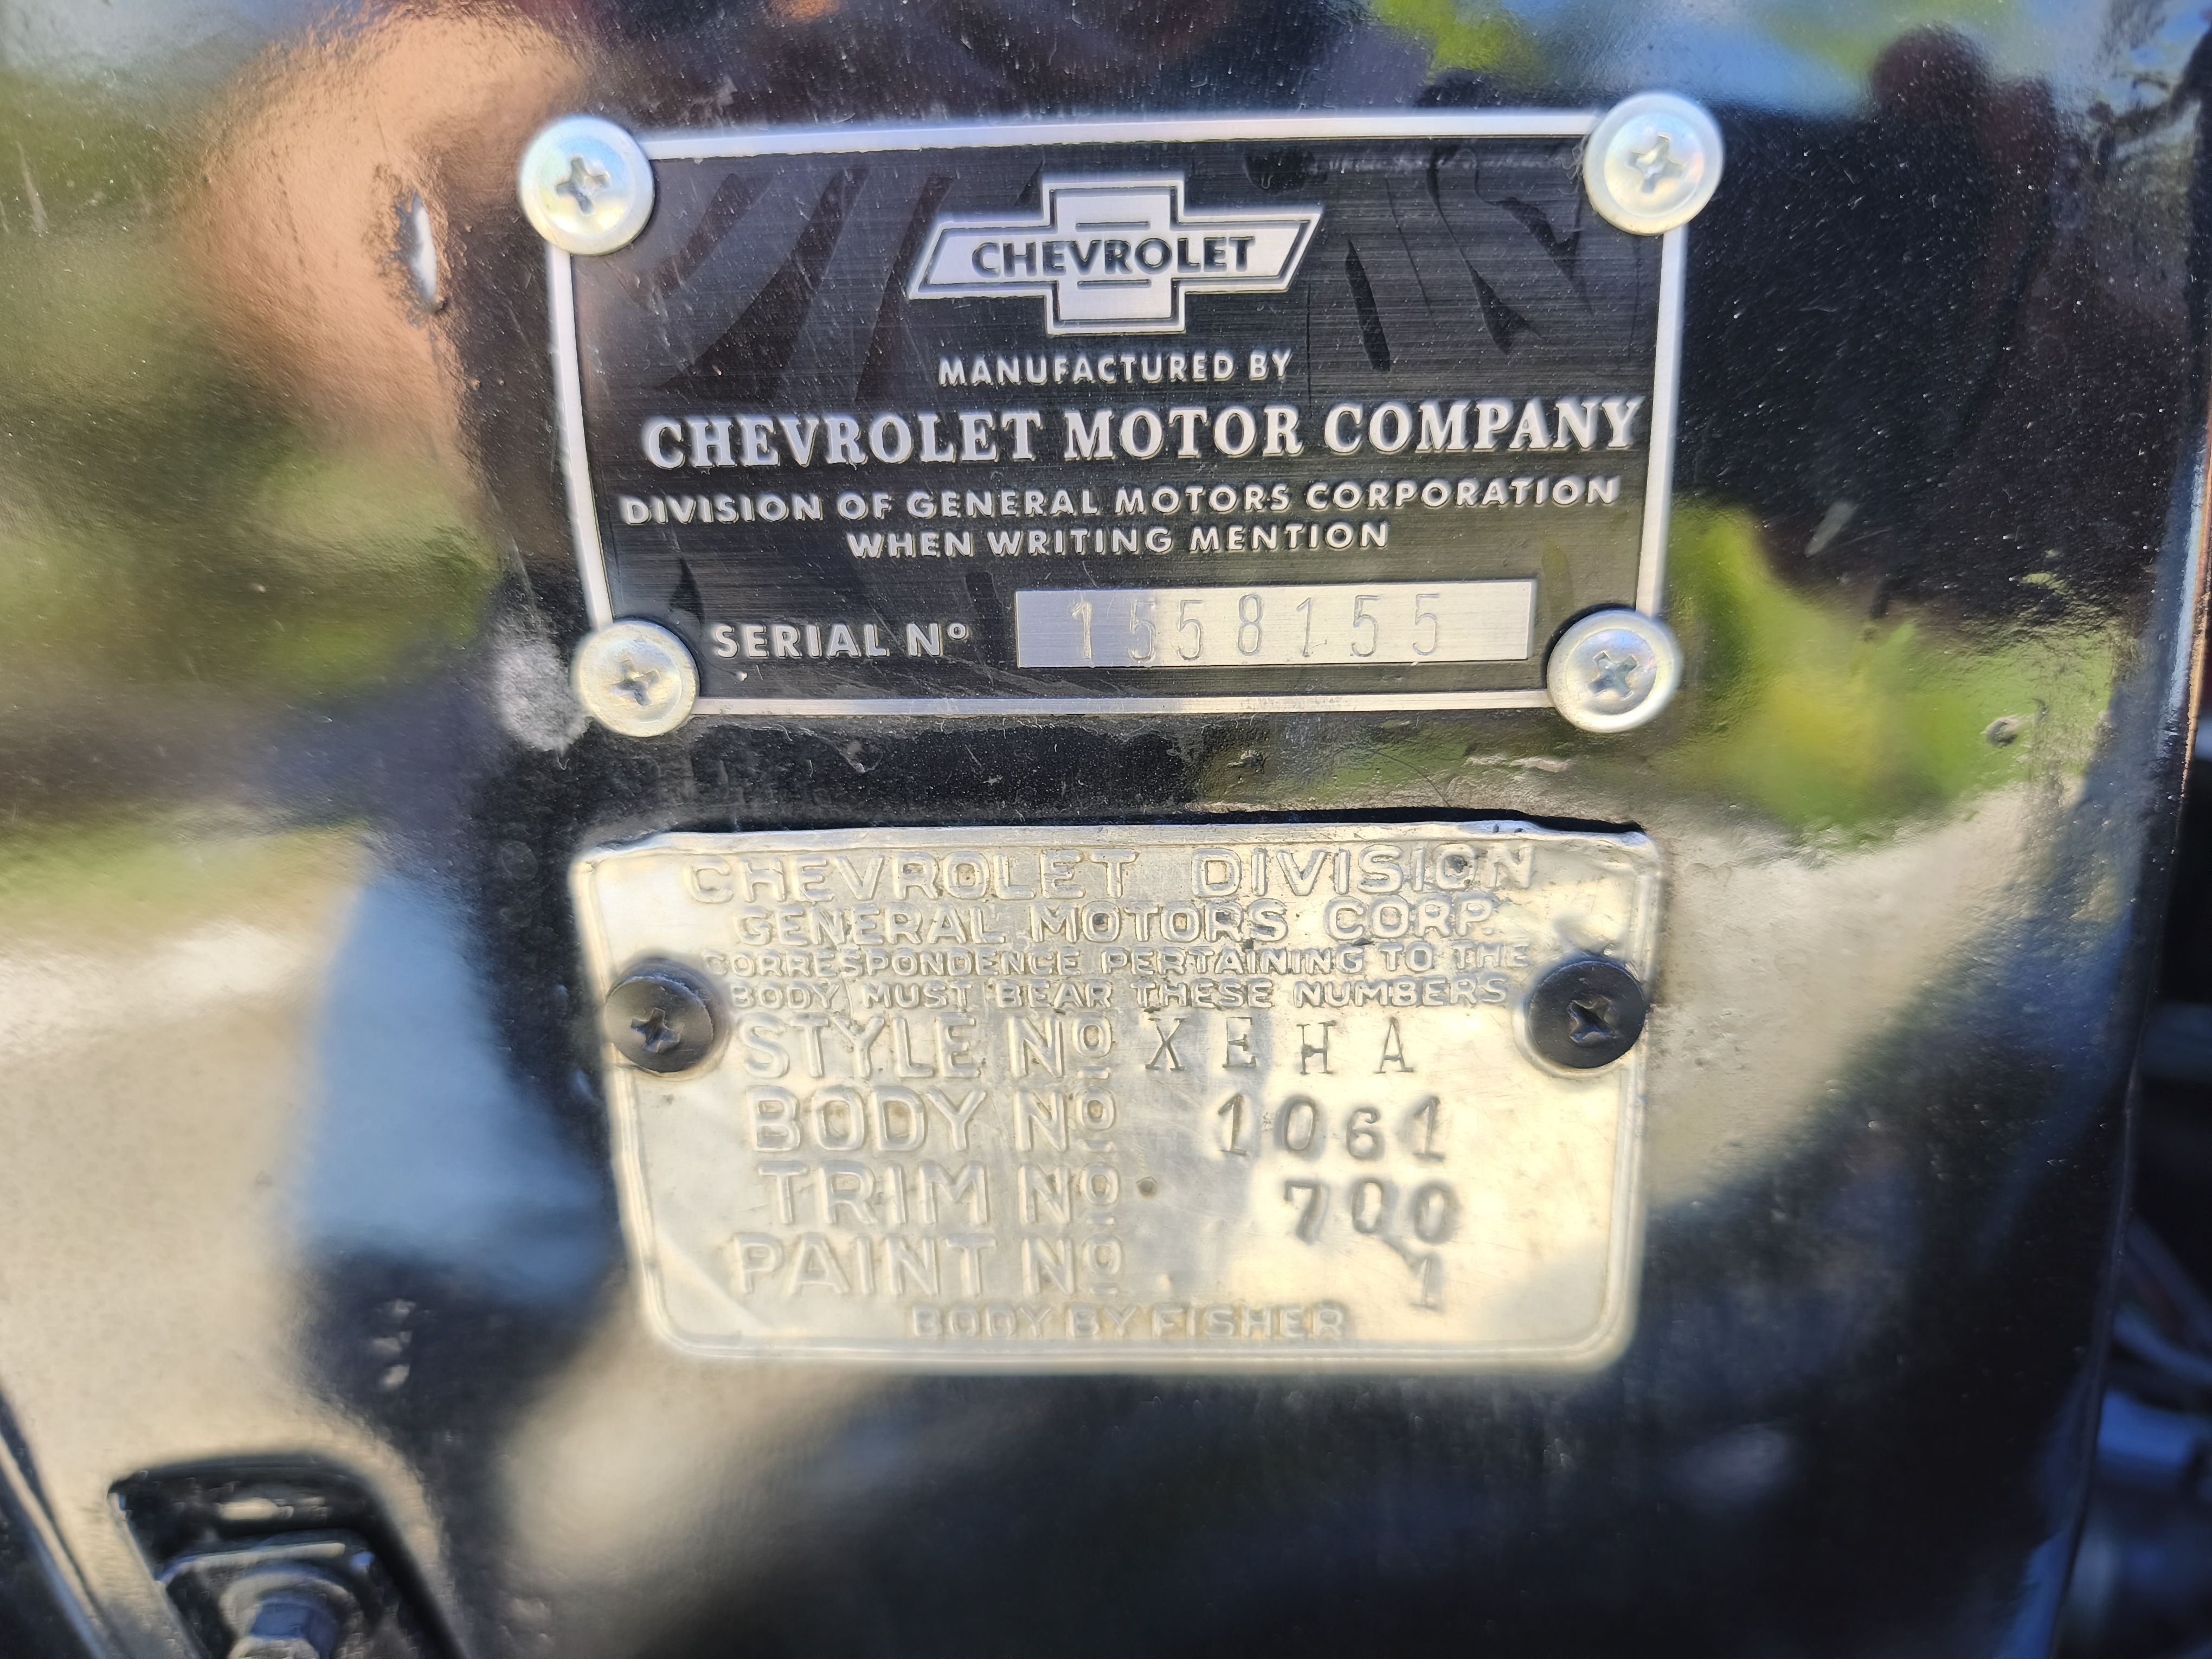 CHEVROLET
MANUFACTURED BY
CHEVROLET MOTOR COMPANY
DIVISION OF GENERAL MOTORS CORPORATION
WHEN WRITING MENTION
SERIAL Nº 1558155
CHEVROLET DIVISION
GENERAL MOTORS CORP.
CORRESPONDENCE PERTAINING TO THE
BODY MUST BEAR THESE NUMBERS
STYLE Nº XEHA
BODY Nº 1061
TRIM Nº 700
PAINT Nº 1
BODY BY FISHER